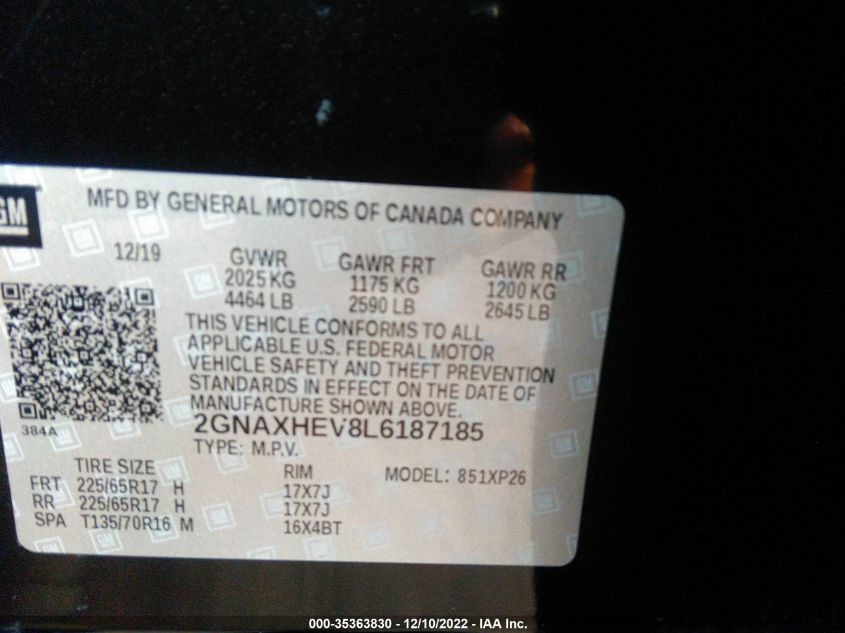 GM
MFD BY GENERAL MOTORS OF CANADA COMPANY
12/19
GVWR GAWR FRT GAWR RR
2025 KG 1175 KG 1200 KG
4464 LB 2590 LB 2645 LB
THIS VEHICLE CONFORMS TO ALL
APPLICABLE U.S. FEDERAL MOTOR
VEHICLE SAFETY AND THEFT PREVENTION
STANDARDS IN EFFECT ON THE DATE OF
MANUFACTURE SHOWN ABOVE.
384A
2GNAXHEV8L6187185
TYPE: M.P.V.
TIRE SIZE RIM MODEL: 851XP26
FRT 225/65R17 H 17X7J
RR 225/65R17 H 17X7J
SPA T135/70R16 M 16X4BT
000-35363830 - 12/10/2022 - IAA Inc.